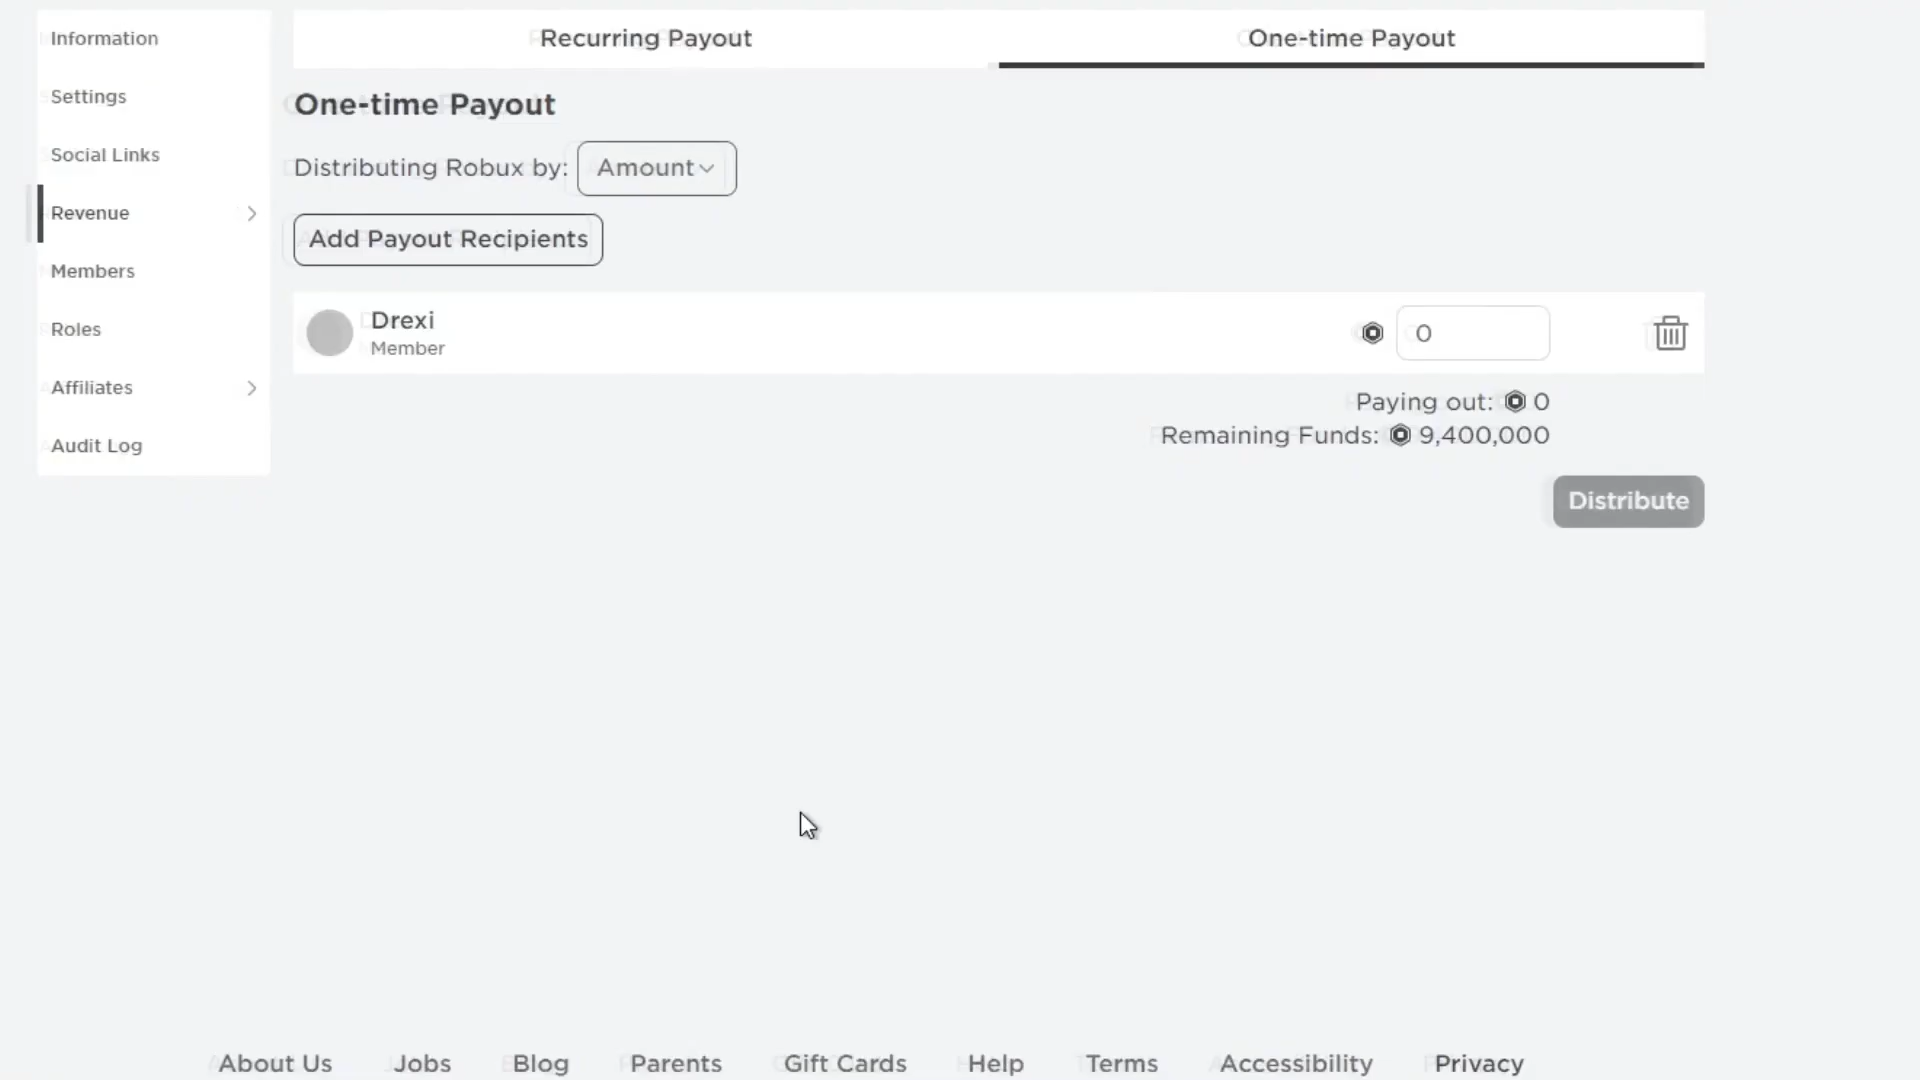 Information
Settings
Social Links
Revenue
Members
Roles
Affiliates
Audit Log
Recurring Payout
One-time Payout
One-time Payout
Distributing Robux by: Amount
Add Payout Recipients
Drexi
Member
0
Paying out: 0
Remaining Funds: 9,400,000
Distribute
About Us Jobs Blog Parents Gift Cards Help Terms Accessibility Privacy